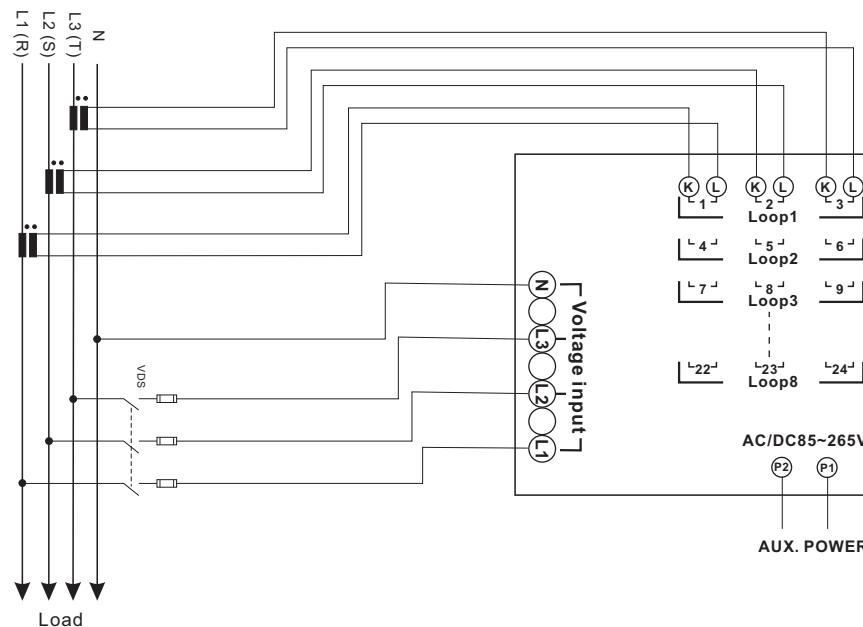 L1 (R)
L2 (S)
L3 (T)
N
K L K L K L
1 2 3
Loop1
4 5 6
Loop2
7 8 9
Loop3
22 23 24
Loop8
N
L3
L2
L1
Voltage input
VDS
AC/DC85~265V
P2 P1
AUX. POWER
Load